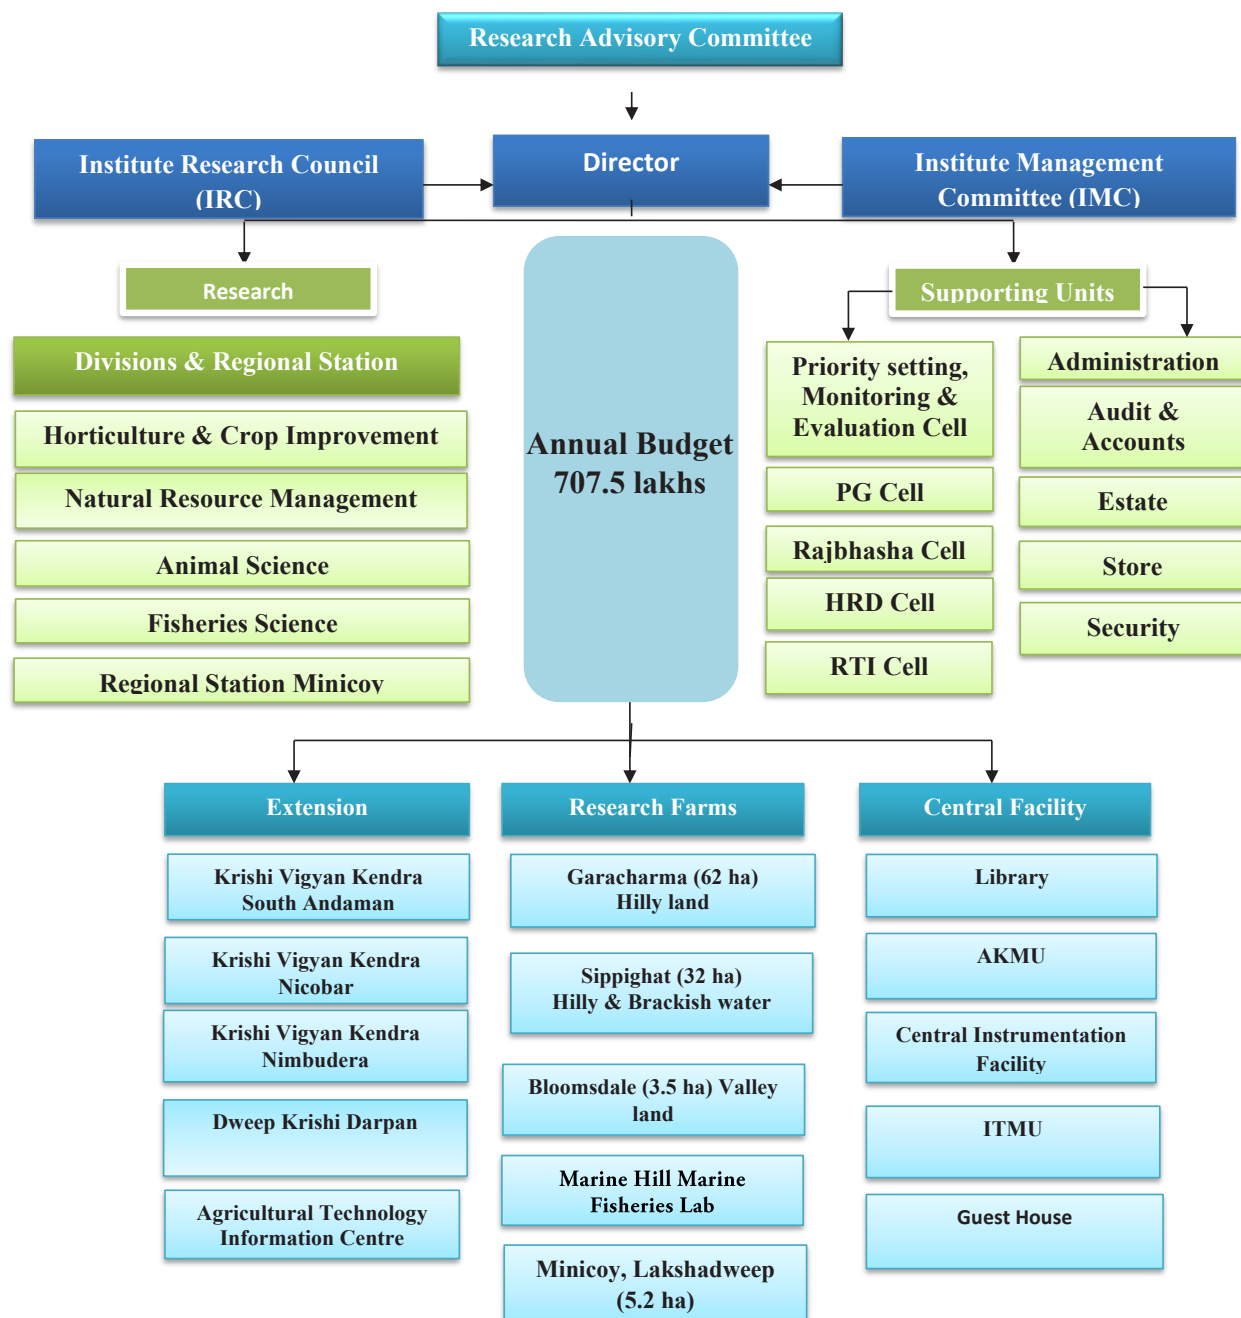 Research Advisory Committee
Institute Research Council
(IRC)
Director
Institute Management
Committee (IMC)
Research
Supporting Units
Divisions & Regional Station
Horticulture & Crop Improvement
Natural Resource Management
Animal Science
Fisheries Science
Regional Station Minicoy
Annual Budget
707.5 lakhs
Priority setting,
Monitoring &
Evaluation Cell
PG Cell
Rajbhasha Cell
HRD Cell
RTI Cell
Administration
Audit &
Accounts
Estate
Store
Security
Extension
Krishi Vigyan Kendra
South Andaman
Krishi Vigyan Kendra
Nicobar
Krishi Vigyan Kendra
Nimbudera
Dweep Krishi Darpan
Agricultural Technology
Information Centre
Research Farms
Garacharma (62 ha)
Hilly land
Sippighat (32 ha)
Hilly & Brackish water
Bloomsdale (3.5 ha) Valley
land
Marine Hill Marine
Fisheries Lab
Minicoy, Lakshadweep
(5.2 ha)
Central Facility
Library
AKMU
Central Instrumentation
Facility
ITMU
Guest House